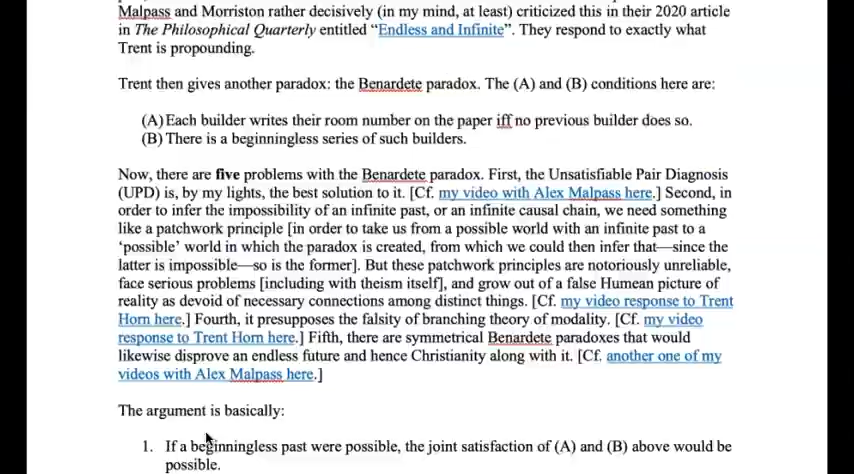 Malpass and Morriston rather decisively (in my mind, at least) criticized this in their 2020 article
in The Philosophical Quarterly entitled “Endless and Infinite”. They respond to exactly what
Trent is propounding.
Trent then gives another paradox: the Benardete paradox. The (A) and (B) conditions here are:
(A) Each builder writes their room number on the paper iff no previous builder does so.
(B) There is a beginningless series of such builders.
Now, there are five problems with the Benardete paradox. First, the Unsatisfiable Pair Diagnosis
(UPD) is, by my lights, the best solution to it. [Cf. my video with Alex Malpass here.] Second, in
order to infer the impossibility of an infinite past, or an infinite causal chain, we need something
like a patchwork principle [in order to take us from a possible world with an infinite past to a
‘possible’ world in which the paradox is created, from which we could then infer that—since the
latter is impossible—so is the former]. But these patchwork principles are notoriously unreliable,
face serious problems [including with theism itself], and grow out of a false Humean picture of
reality as devoid of necessary connections among distinct things. [Cf. my video response to Trent
Horn here.] Fourth, it presupposes the falsity of branching theory of modality. [Cf. my video
response to Trent Horn here.] Fifth, there are symmetrical Benardete paradoxes that would
likewise disprove an endless future and hence Christianity along with it. [Cf. another one of my
videos with Alex Malpass here.]
The argument is basically:
1. If a beginningless past were possible, the joint satisfaction of (A) and (B) above would be
possible.